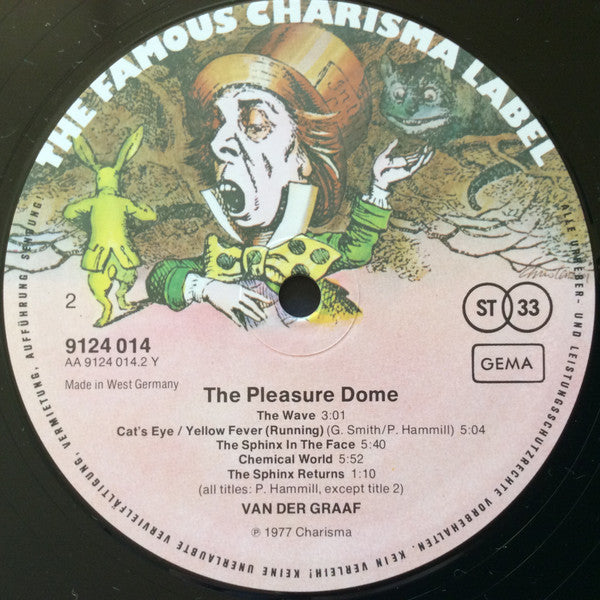 THE FAMOUS CHARISMA LABEL
2
ST 33
9124 014
AA 9124 014.2 Y
GEMA
Made in West Germany
The Pleasure Dome
The Wave 3:01
Cat's Eye / Yellow Fever (Running) (G. Smith/P. Hammill) 5:04
The Sphinx In The Face 5:40
Chemical World 5:52
The Sphinx Returns 1:10
(all titles: P. Hammill, except title 2)
VAN DER GRAAF
℗ 1977 Charisma
ALLE URHEBER- UND LEISTUNGSSCHUTZRECHTE VORBEHALTEN. KEIN VERLEIH! KEINE UNERLAUBTE VERVIELFÄLTIGUNG, VERMIETUNG, AUFFÜHRUNG, SENDUNG!